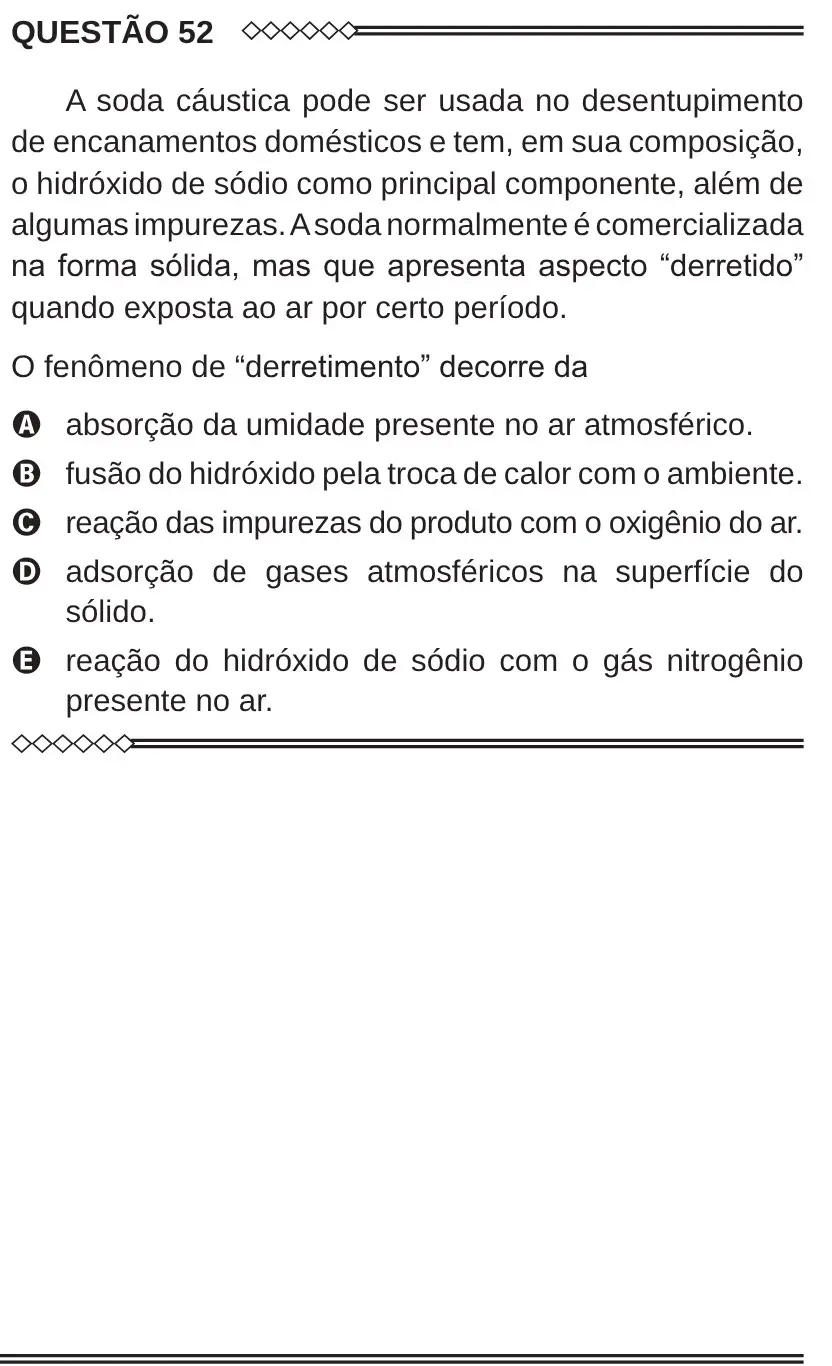 QUESTÃO 52
A soda cáustica pode ser usada no desentupimento
de encanamentos domésticos e tem, em sua composição,
o hidróxido de sódio como principal componente, além de
algumas impurezas. A soda normalmente é comercializada
na forma sólida, mas que apresenta aspecto “derretido”
quando exposta ao ar por certo período.
O fenômeno de “derretimento” decorre da
A absorção da umidade presente no ar atmosférico.
B fusão do hidróxido pela troca de calor com o ambiente.
C reação das impurezas do produto com o oxigênio do ar.
D adsorção de gases atmosféricos na superfície do
sólido.
E reação do hidróxido de sódio com o gás nitrogênio
presente no ar.